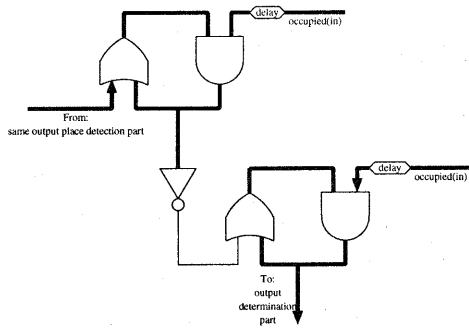 delay
occupied(in)
From:
same output place detection part
delay
occupied(in)
To:
output
determination
part